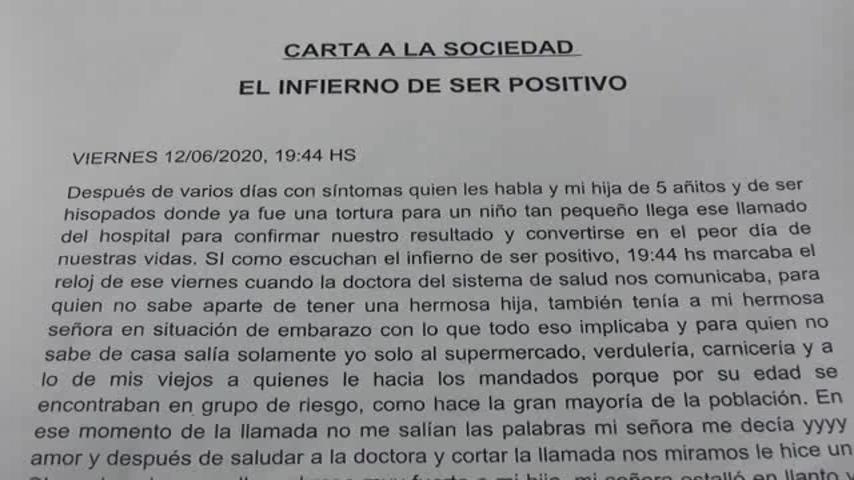 CARTA A LA SOCIEDAD
EL INFIERNO DE SER POSITIVO
VIERNES 12/06/2020, 19:44 HS
Después de varios días con síntomas quien les habla y mi hija de 5 añitos y de ser
hisopados donde ya fue una tortura para un niño tan pequeño llega ese llamado
del hospital para confirmar nuestro resultado y convertirse en el peor día de
nuestras vidas. SI como escuchan el infierno de ser positivo, 19:44 hs marcaba el
reloj de ese viernes cuando la doctora del sistema de salud nos comunicaba, para
quien no sabe aparte de tener una hermosa hija, también tenía a mi hermosa
señora en situación de embarazo con lo que todo eso implicaba y para quien no
sabe de casa salía solamente yo solo al supermercado, verdulería, carnicería y a
lo de mis viejos a quienes le hacia los mandados porque por su edad se
encontraban en grupo de riesgo, como hace la gran mayoría de la población. En
ese momento de la llamada no me salían las palabras mi señora me decía yyyy
amor y después de saludar a la doctora y cortar la llamada nos miramos le hice un
mi señora estalló en llanto y